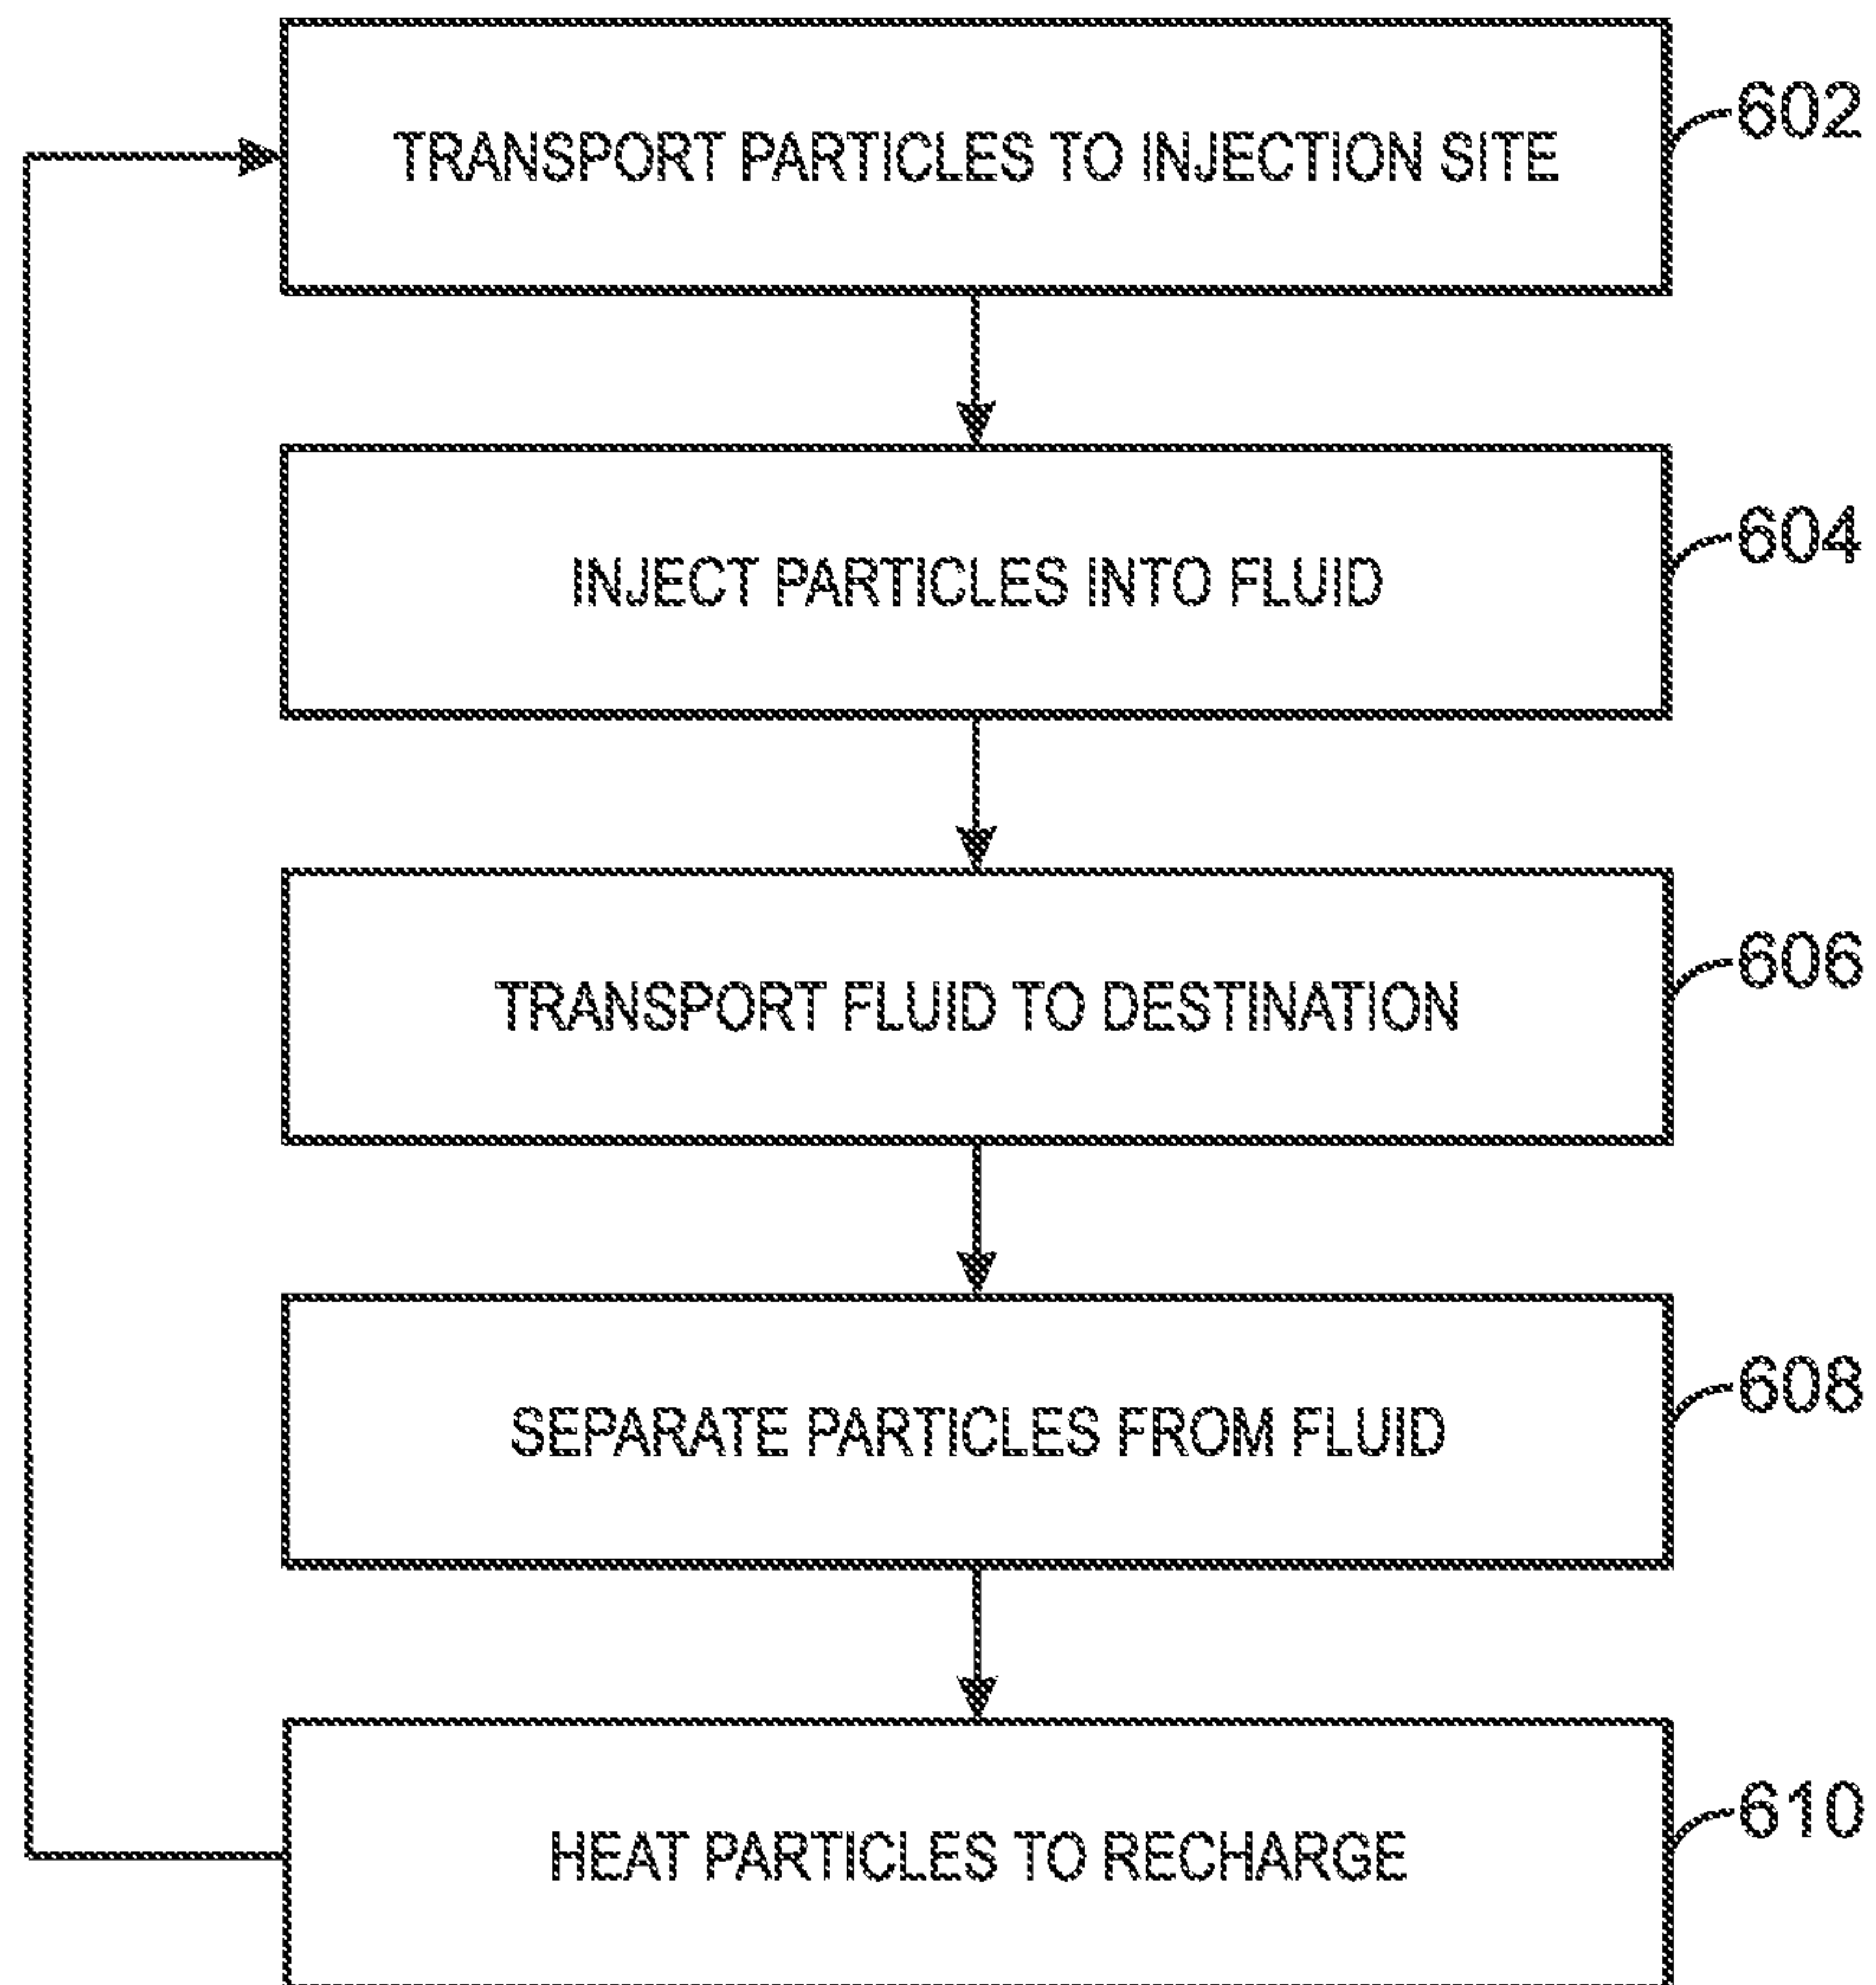 TRANSPORT PARTICLES TO INJECTION SITE
602
INJECT PARTICLES INTO FLUID
604
TRANSPORT FLUID TO DESTINATION
606
SEPARATE PARTICLES FROM FLUID
608
HEAT PARTICLES TO RECHARGE
610